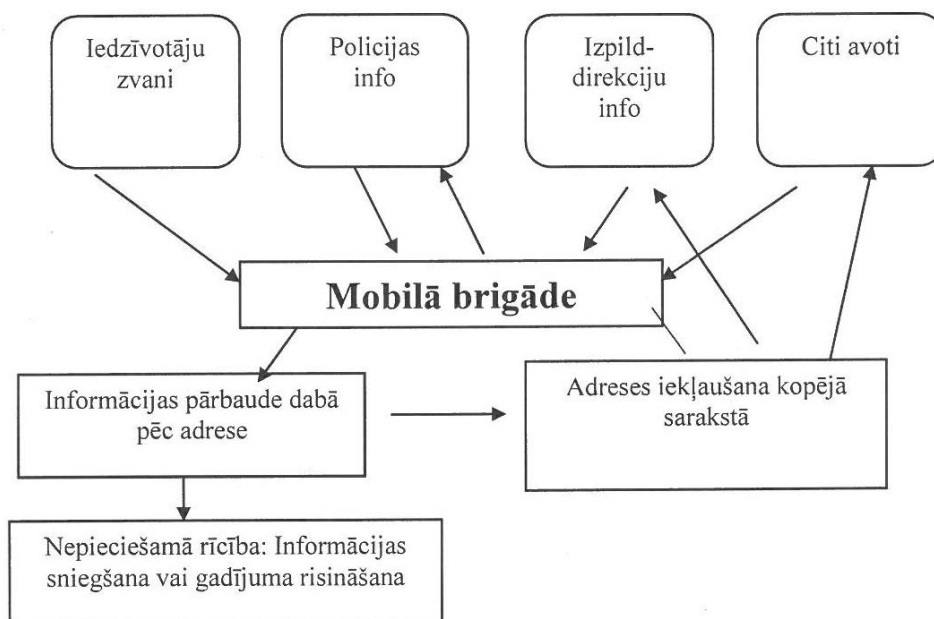 Iedzīvotāju
zvani
Policijas
info
Izpild-
direkciju
info
Citi avoti
Mobilā brigāde
Informācijas pārbaude dabā
pēc adrese
Adreses iekļaušana kopējā
sarakstā
Nepieciešamā rīcība: Informācijas
sniegšana vai gadījuma risināšana